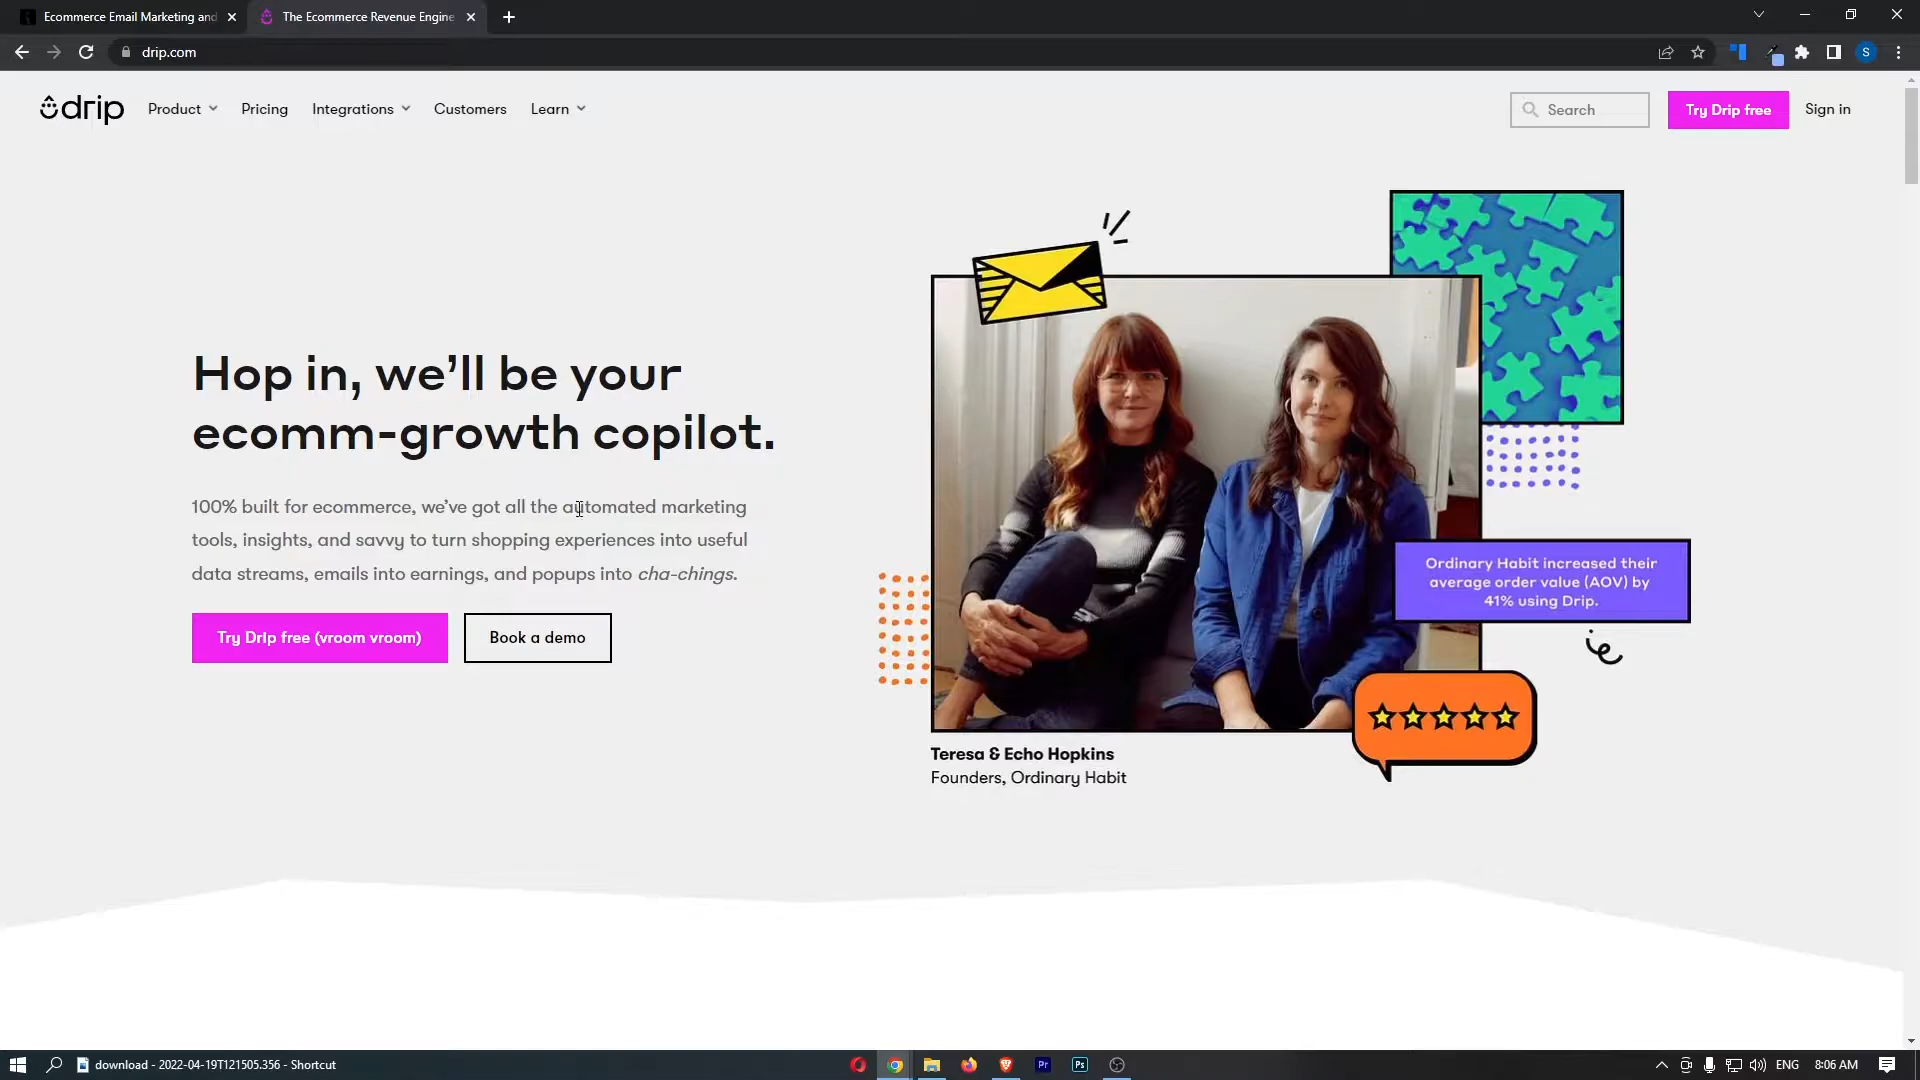 Ecommerce Email Marketing and
The Ecommerce Revenue Engine
drip.com
S
drip
Product
Pricing
Integrations
Customers
Learn
Search
Try Drip free
Sign in
Hop in, we'll be your
ecomm-growth copilot.
100% built for ecommerce, we've got all the automated marketing
tools, insights, and savvy to turn shopping experiences into useful
data streams, emails into earnings, and popups into cha-chings.
Try Drip free (vroom vroom)
Book a demo
Ordinary Habit increased their
average order value (AOV) by
41% using Drip.
Teresa & Echo Hopkins
Founders, Ordinary Habit
download - 2022-04-19T121505.356 - Shortcut
Pr
Ps
ENG
8:06 AM